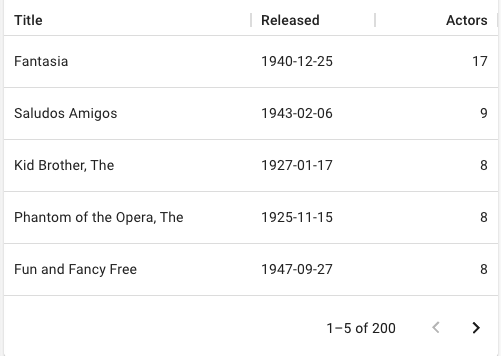 Title Released Actors
Fantasia 1940-12-25 17
Saludos Amigos 1943-02-06 9
Kid Brother, The 1927-01-17 8
Phantom of the Opera, The 1925-11-15 8
Fun and Fancy Free 1947-09-27 8
1–5 of 200